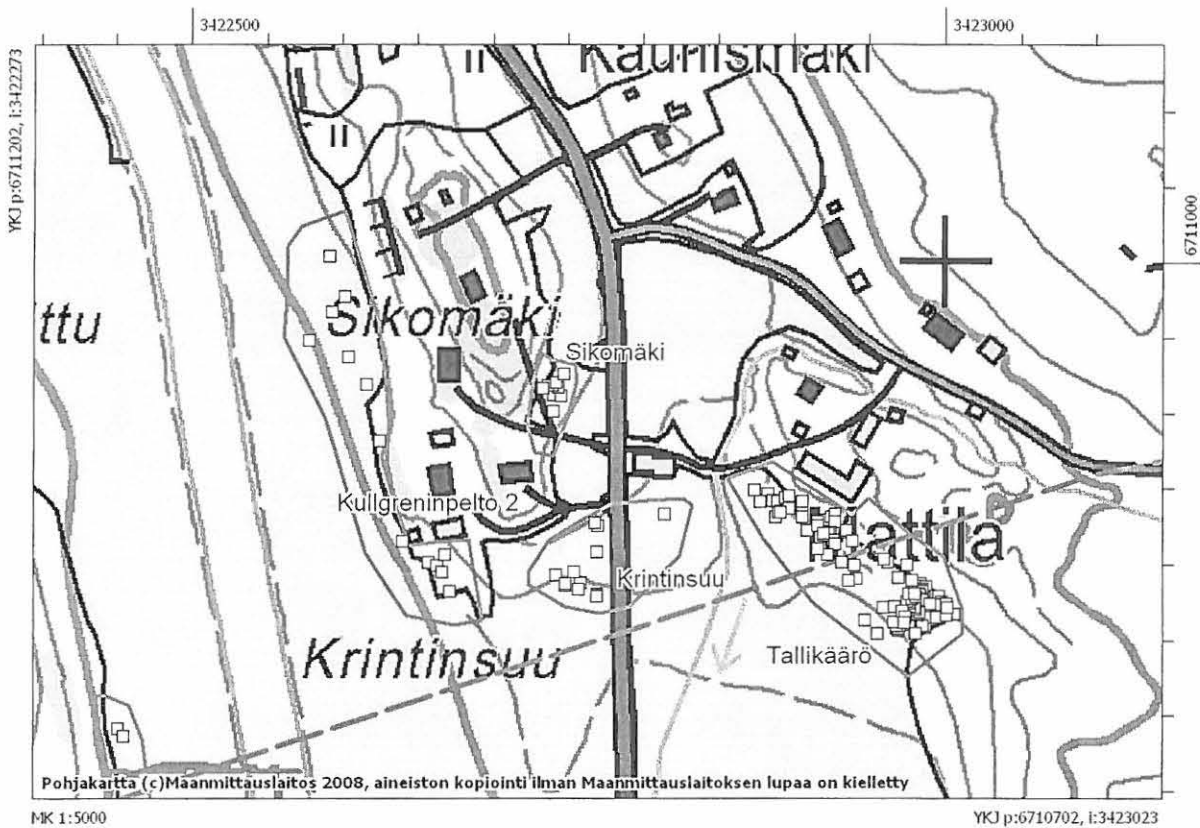 3422500
3423000
YKJ p:6711202, i:3422273
Kaunismäki
II
II
6711000
ttu
Sikomäki
Sikomäki
Kullgreninpelto 2
Krintinsuu
Krintinsuu
Tallikäärö
Pohjakartta (c)Maanmittauslaitos 2008, aineiston kopiointi ilman Maanmittauslaitoksen lupaa on kielletty
MK 1:5000
YKJ p:6710702, i:3423023